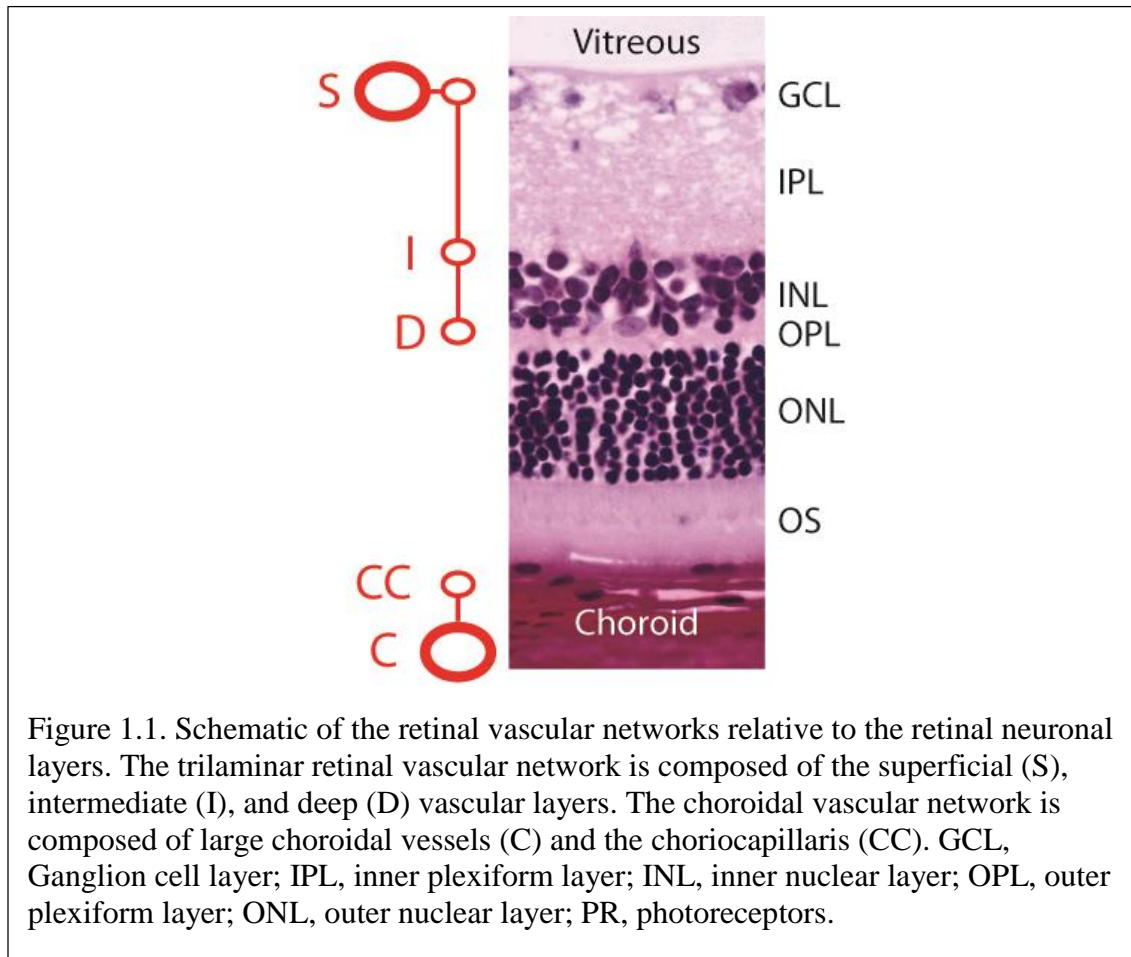 Vitreous
S
GCL
IPL
I
INL
D
OPL
ONL
OS
CC
Choroid
C
Figure 1.1. Schematic of the retinal vascular networks relative to the retinal neuronal
layers. The trilaminar retinal vascular network is composed of the superficial (S),
intermediate (I), and deep (D) vascular layers. The choroidal vascular network is
composed of large choroidal vessels (C) and the choriocapillaris (CC). GCL,
Ganglion cell layer; IPL, inner plexiform layer; INL, inner nuclear layer; OPL, outer
plexiform layer; ONL, outer nuclear layer; PR, photoreceptors.